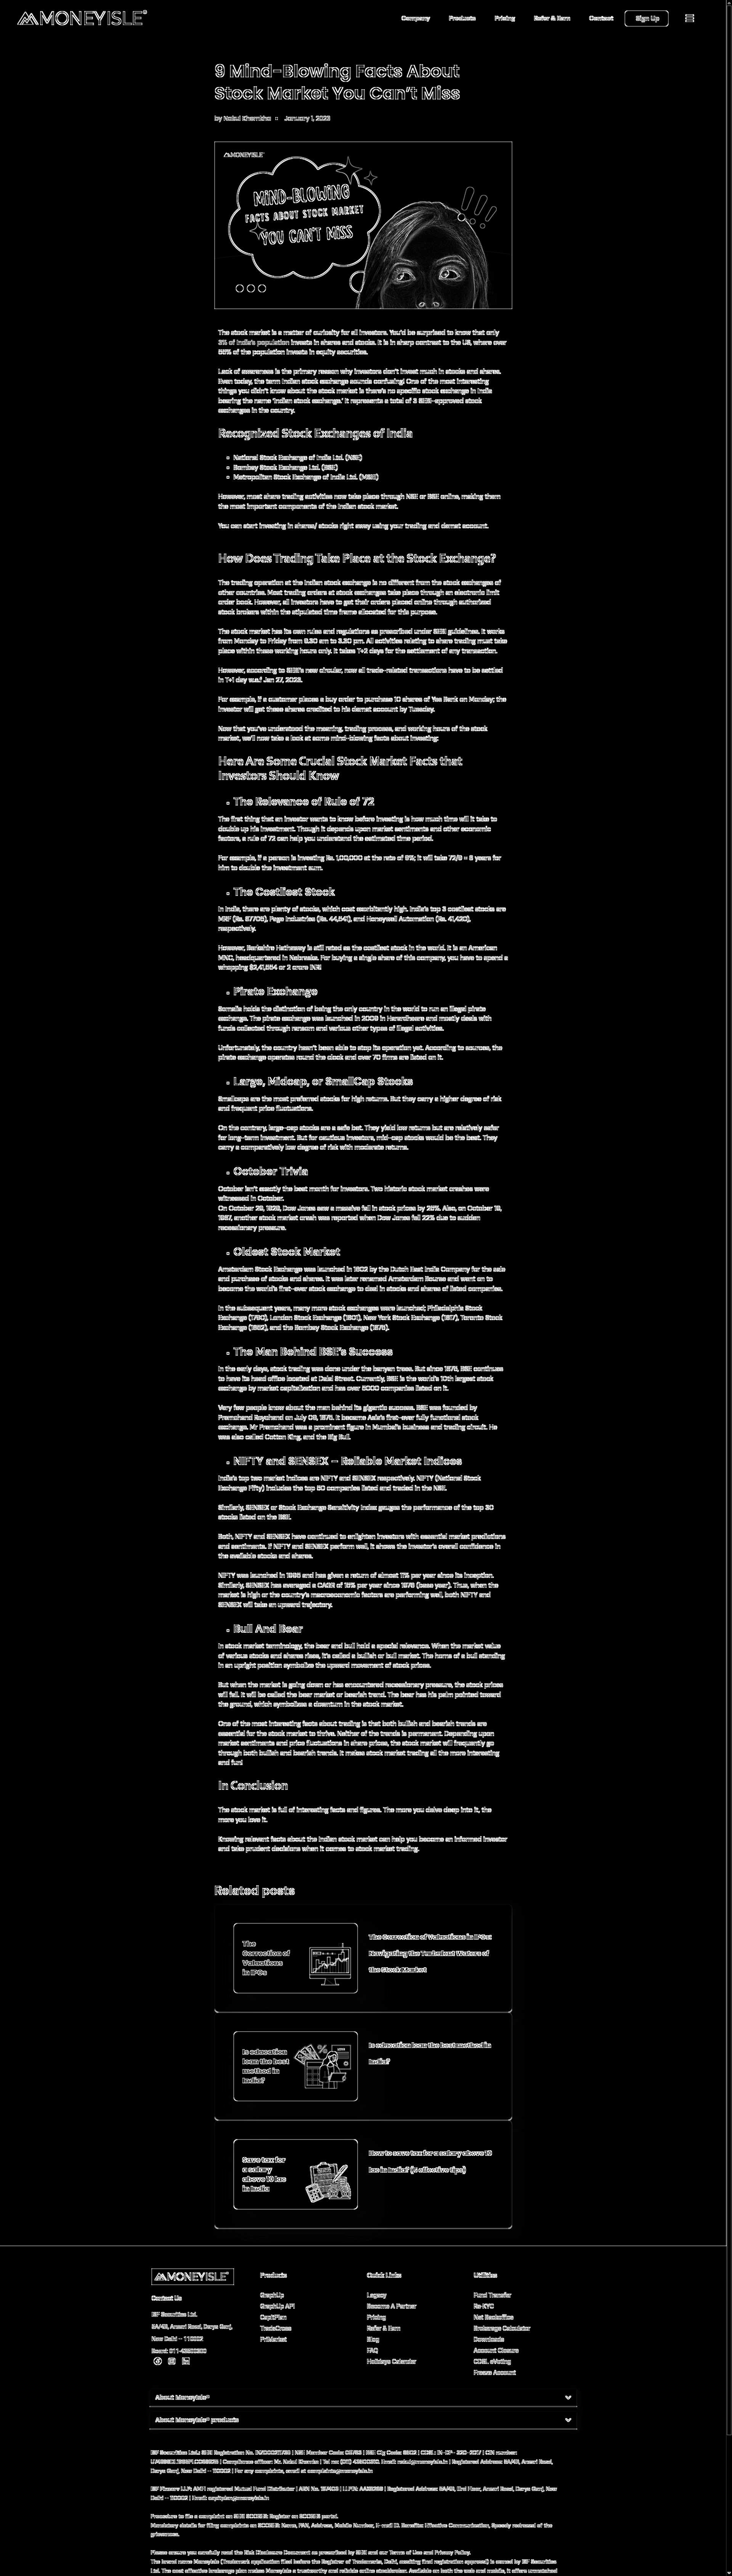 MONEYISLE®
Company Products Pricing Refer & Earn Contact Sign Up
9 Mind-Blowing Facts About
Stock Market You Can't Miss
by Nakul Khemkha January 1, 2023
MONEYISLE
MIND-BLOWING
FACTS ABOUT STOCK MARKET
YOU CAN'T MISS
The stock market is a matter of curiosity for all investors. You'd be surprised to know that only
3% of India's population invests in shares and stocks. It is in sharp contrast to the US, where over
55% of the population invests in equity securities.
Lack of awareness is the primary reason why investors don't invest much in stocks and shares.
Even today, the term Indian stock exchange sounds confusing! One of the most interesting
things you didn't know about the stock market is there's no specific stock exchange in India
bearing the name 'Indian stock exchange.' It represents a total of 3 SEBI-approved stock
exchanges in the country.
Recognized Stock Exchanges of India
National Stock Exchange of India Ltd. (NSE)
Bombay Stock Exchange Ltd. (BSE)
Metropolitan Stock Exchange of India Ltd. (MSEI)
However, most share trading activities now take place through NSE or BSE online, making them
the most important components of the Indian stock market.
You can start investing in shares/ stocks right away using your trading and demat account.
How Does Trading Take Place at the Stock Exchange?
The trading operation at the Indian stock exchange is no different from the stock exchanges of
other countries. Most trading orders at stock exchanges take place through an electronic limit
order book. However, all investors have to get their orders placed online through authorised
stock brokers within the stipulated time frame allocated for this purpose.
The stock market has its own rules and regulations as prescribed under SEBI guidelines. It works
from Monday to Friday from 9.30 am to 3.30 pm. All activities relating to share trading must take
place within these working hours only. It takes T+2 days for the settlement of any transaction.
However, according to SEBI's new circular, now all trade-related transactions have to be settled
in T+1 day w.e.f Jan 27, 2023.
For example, if a customer places a buy order to purchase 10 shares of Yes Bank on Monday; the
investor will get these shares credited to his demat account by Tuesday.
Now that you've understood the meaning, trading process, and working hours of the stock
market, we'll now take a look at some mind-blowing facts about investing:
Here Are Some Crucial Stock Market Facts that
Investors Should Know
The Relevance of Rule of 72
The first thing that an investor wants to know before investing is how much time will it take to
double up his investment. Though it depends upon market sentiments and other economic
factors, a rule of 72 can help you understand the estimated time period.
For example, if a person is investing Rs. 1,00,000 at the rate of 9%; it will take 72/9 = 8 years for
him to double the investment sum.
The Costliest Stock
In India, there are plenty of stocks, which cost exorbitantly high. India's top 3 costliest stocks are
MRF (Rs. 87705), Page Industries (Rs. 44,541), and Honeywell Automation (Rs. 41,420),
respectively.
However, Berkshire Hathaway is still rated as the costliest stock in the world. It is an American
MNC, headquartered in Nebraska. For buying a single share of this company, you have to spend a
whopping $2,41,554 or 2 crore INR!
Pirate Exchange
Somalia holds the distinction of being the only country in the world to run an illegal pirate
exchange. The pirate exchange was launched in 2009 in Harardheere and mostly deals with
funds collected through ransom and various other types of illegal activities.
Unfortunately, the country hasn't been able to stop its operation yet. According to sources, the
pirate exchange operates round the clock and over 70 firms are listed on it.
Large, Midcap, or SmallCap Stocks
Smallcaps are the most preferred stocks for high returns. But they carry a higher degree of risk
and frequent price fluctuations.
On the contrary, large-cap stocks are a safe bet. They yield low returns but are relatively safer
for long-term investment. But for cautious investors, mid-cap stocks would be the best. They
carry a comparatively low degree of risk with moderate returns.
October Trivia
October isn't exactly the best month for investors. Two historic stock market crashes were
witnessed in October.
On October 29, 1929, Dow Jones saw a massive fall in stock prices by 25%. Also, on October 19,
1987, another stock market crash was reported when Dow Jones fell 22% due to sudden
recessionary pressure.
Oldest Stock Market
Amsterdam Stock Exchange was launched in 1602 by the Dutch East India Company for the sale
and purchase of stocks and shares. It was later renamed Amsterdam Bourse and went on to
become the world's first-ever stock exchange to deal in stocks and shares of listed companies.
In the subsequent years, many more stock exchanges were launched; Philadelphia Stock
Exchange (1790), London Stock Exchange (1801), New York Stock Exchange (1817), Toronto Stock
Exchange (1852), and the Bombay Stock Exchange (1875).
The Man Behind BSE's Success
In the early days, stock trading was done under the banyan trees. But since 1875, BSE continues
to have its head office located at Dalal Street. Currently, BSE is the world's 10th largest stock
exchange by market capitalisation and has over 5000 companies listed on it.
Very few people know about the man behind its gigantic success. BSE was founded by
Premchand Roychand on July 09, 1875. It became Asia's first-ever fully functional stock
exchange. Mr Premchand was a prominent figure in Mumbai's business and trading circuit. He
was also called Cotton King, and the Big Bull.
NIFTY and SENSEX – Reliable Market Indices
India's top two market indices are NIFTY and SENSEX respectively. NIFTY (National Stock
Exchange Fifty) includes the top 50 companies listed and traded in the NSE.
Similarly, SENSEX or Stock Exchange Sensitivity Index gauges the performance of the top 30
stocks listed on the BSE.
Both, NIFTY and SENSEX have continued to enlighten investors with essential market predictions
and sentiments. If NIFTY and SENSEX perform well, it shows the investor's overall confidence in
the available stocks and shares.
NIFTY was launched in 1995 and has given a return of almost 11% per year since its inception.
Similarly, SENSEX has averaged a CAGR of 15% per year since 1979 (base year). Thus, when the
market is high or the country's macroeconomic factors are performing well, both NIFTY and
SENSEX will take an upward trajectory.
Bull And Bear
In stock market terminology, the bear and bull hold a special relevance. When the market value
of various stocks and shares rises, it's called a bullish or bull market. The horns of a bull standing
in an upright position symbolize the upward movement of stock prices.
But when the market is going down or has encountered recessionary pressure, the stock prices
will fall. It will be called the bear market or bearish trend. The bear has its palm pointed toward
the ground, which symbolises a downturn in the stock market.
One of the most interesting facts about trading is that both bullish and bearish trends are
essential for the stock market to thrive. Neither of the trends is permanent. Depending upon
market sentiments and price fluctuations in share prices, the stock market will frequently go
through both bullish and bearish trends. It makes stock market trading all the more interesting
and fun!
In Conclusion
The stock market is full of interesting facts and figures. The more you delve deep into it, the
more you love it.
Knowing relevant facts about the Indian stock market can help you become an informed investor
and take prudent decisions when it comes to stock market trading.
Related posts
The
Correction of
Valuations
in IPOs
The Correction of Valuations in IPOs:
Navigating the Turbulent Waters of
the Stock Market
Is education
loan the best
method in
India?
Is education loan the best method in
India?
Save tax for
a salary
above 10 lac
in India
How to save tax for a salary above 10
lac in India? (14 effective tips!)
MONEYISLE
Contact Us
Products
GraphUp
GraphUp API
CapitPlan
TradeCross
PriMarket
Quick Links
Legacy
Become A Partner
Pricing
Refer & Earn
Blog
FAQ
Holidays Calendar
Utilities
Fund Transfer
Re-KYC
Net Backoffice
Brokerage Calculator
Downloads
Account Closure
CDSL eVoting
Freeze Account
New Delhi – 110002
About Moneyisle®
About Moneyisle® products
Procedure to file a complaint on SEBI SCORES: Register on SCORES portal.
Mandatory details for filing complaints on SCORES: Name, PAN, Address, Mobile Number, E-mail ID. Benefits: Effective Communication, Speedy redressal of the
grievances.
Please ensure you carefully read the Risk Disclosure Document as prescribed by SEBI and our Terms of Use and Privacy Policy.